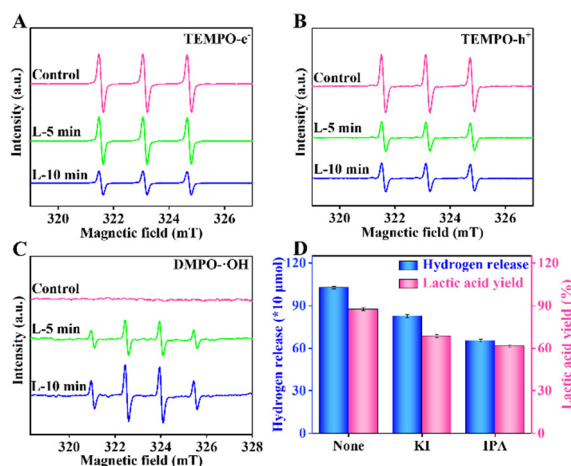 A
TEMPO-e-
Control
L-5 min
L-10 min
Intensity (a.u.)
320 322 324 326
Magnetic field (mT)
B
TEMPO-h+
Control
L-5 min
L-10 min
Intensity (a.u.)
320 322 324 326
Magnetic field (mT)
C
DMPO-·OH
Control
L-5 min
L-10 min
Intensity (a.u.)
320 322 324 326 328
Magnetic field (mT)
D
Hydrogen release
Lactic acid yield
Hydrogen release (*10 μmol)
120
90
60
30
0
None KI IPA
120
90
60
30
0
Lactic acid yield (%)